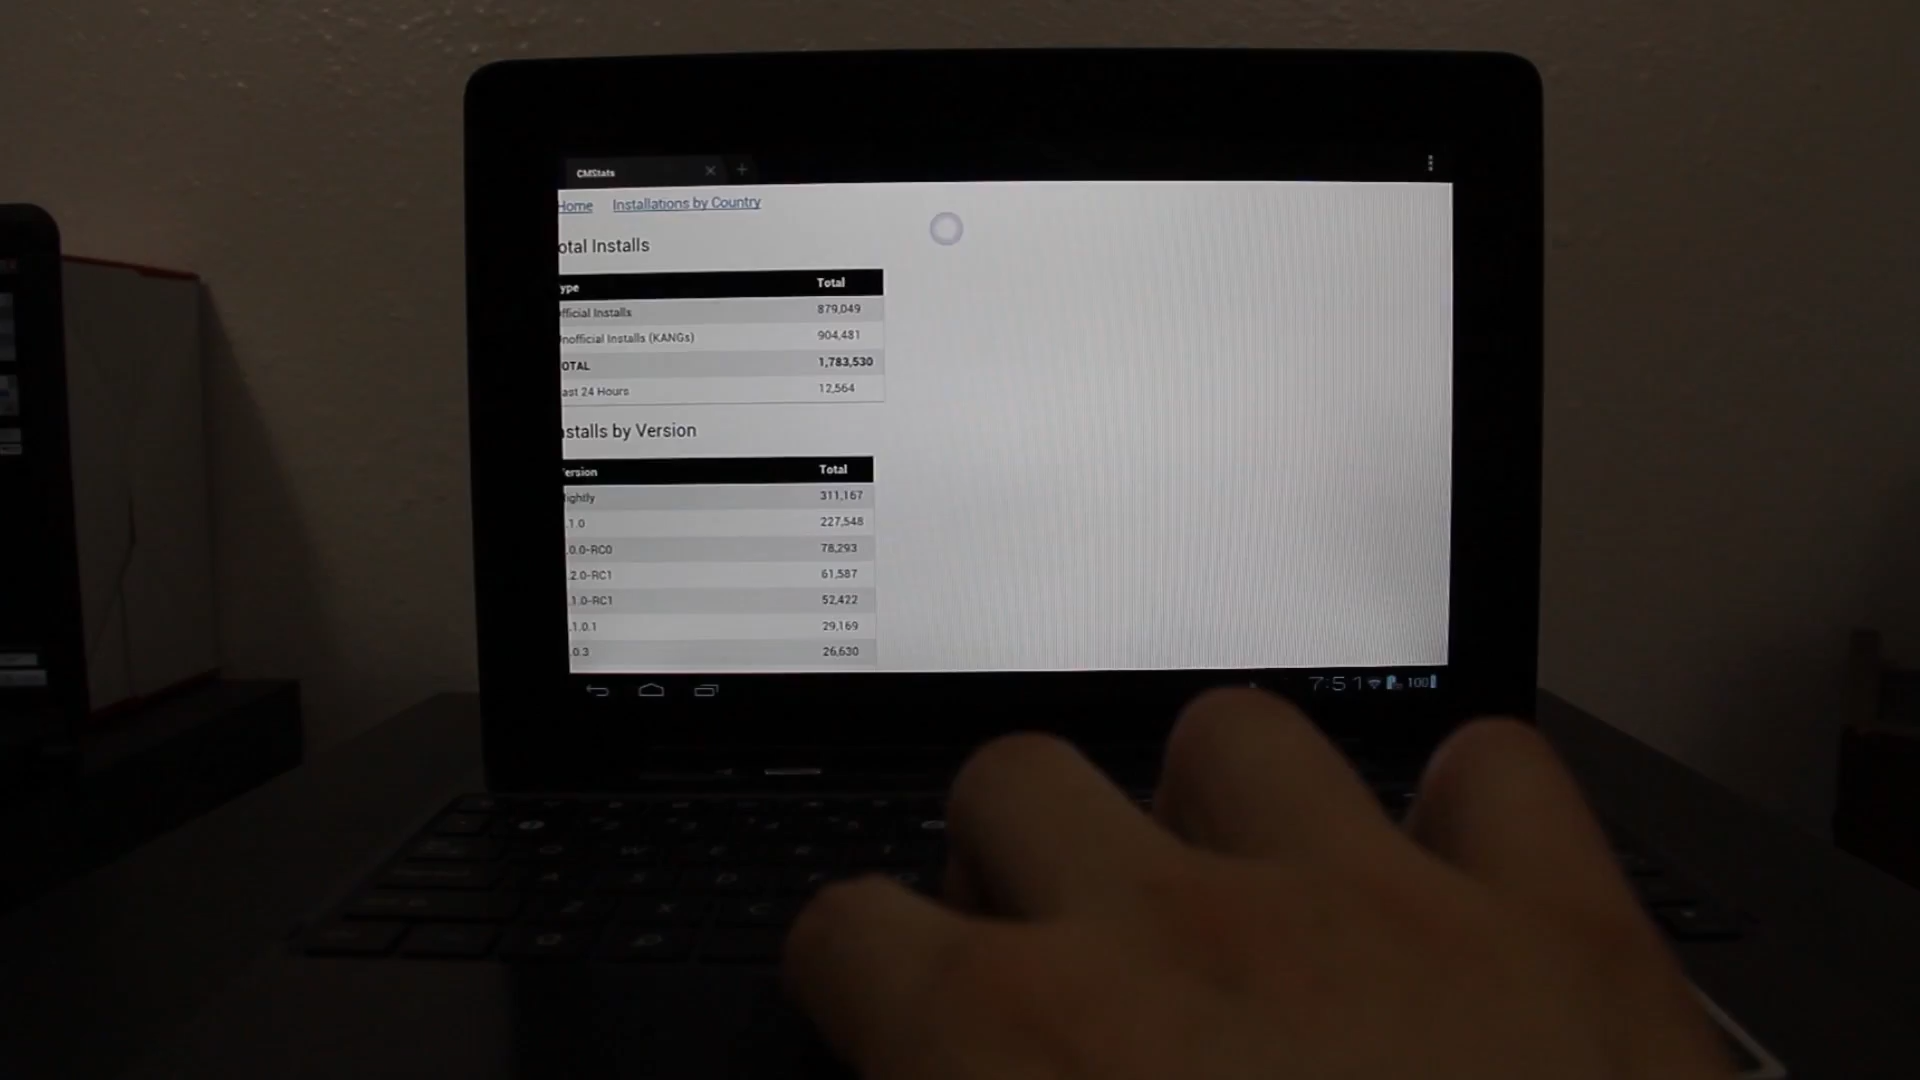 CMStats
Home Installations by Country
otal Installs
ype Total
fficial Installs 879,049
nofficial Installs (KANGs) 904,481
OTAL 1,783,530
ast 24 Hours 12,564
stalls by Version
ersion Total
ightly 311,167
.1.0 227,548
.0.0-RC0 78,293
.2.0-RC1 61,587
.1.0-RC1 52,422
.1.0.1 29,169
.0.3 26,630
7:51 100